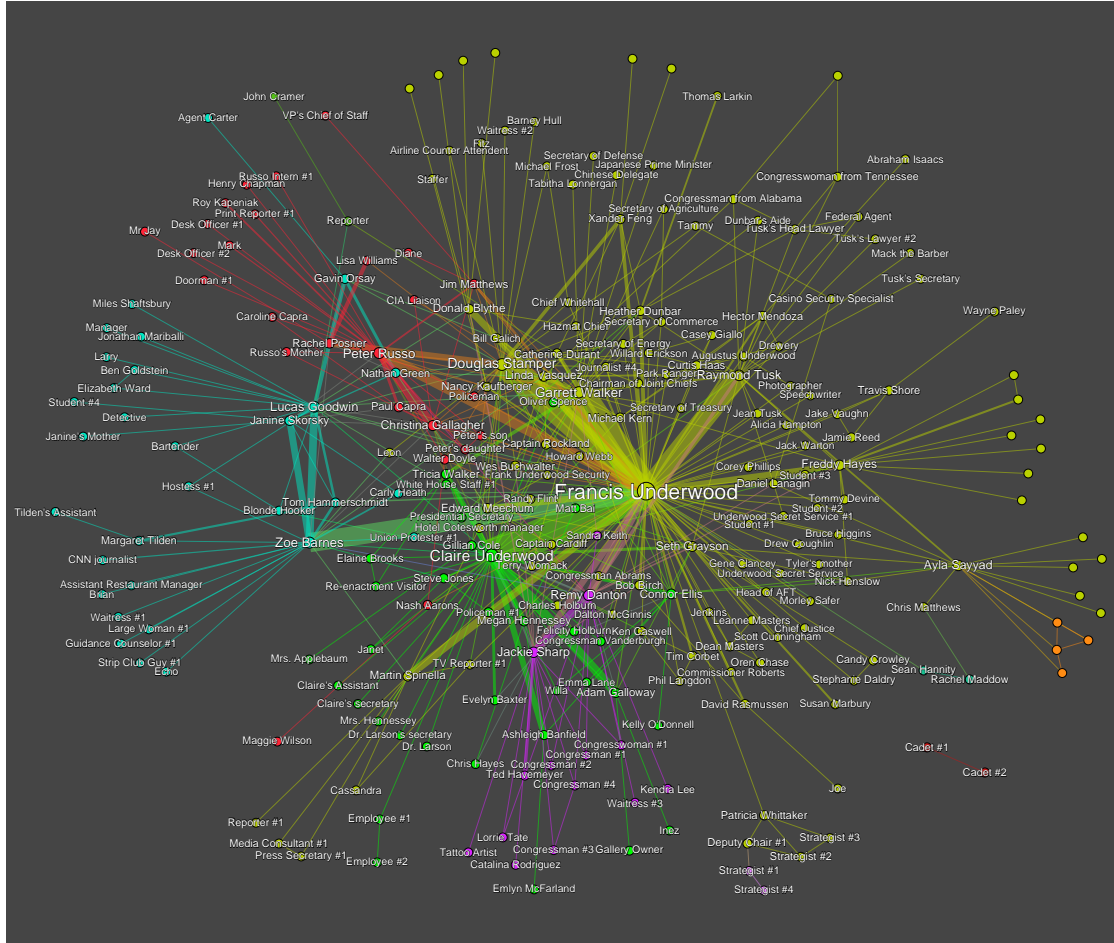 John Cramer
Thomas Larkin
Agent Carter
VP's Chief of Staff
Barney Hull
Waitress #2
Fitz
Airline Counter Attendent
Secretary of Defense
Michael Frost
Japanese Prime Minister
Chinese Delegate
Abraham Isaacs
Russo Intern #1
Henry Chapman
Staffer
Tabitha Lonnergan
Congresswoman from Tennessee
Roy Kapeniak
Print Reporter #1
Congressman from Alabama
Secretary of Agriculture
Desk Officer #1
Reporter
Xander Feng
Tammy
Dunbar's Aide
Federal Agent
Mr Jay
Tusk's Head Lawyer
Mark
Tusk's Lawyer #2
Desk Officer #2
Lisa Williams
Diane
Mack the Barber
Doorman #1
Gavin Orsay
Jim Matthews
Tusk's Secretary
Miles Shaftsbury
CIA Liaison
Chief Whitehall
Casino Security Specialist
Donald Blythe
Heather Dunbar
Wayne Paley
Caroline Capra
Hector Mendoza
Manager
Hazmat Chief
Secretary of Commerce
Jonathan Mariballi
Bill Galich
Casey Giallo
Rachel Posner
Secretary of Energy
Drewery
Larry
Russo's Mother
Peter Russo
Catherine Durant
Willard Erickson
Augustus Underwood
Ben Goldstein
Nathan Green
Douglas Stamper
Journalist #4
Curtis Haas
Linda Vasquez
Park Ranger
Raymond Tusk
Elizabeth Ward
Nancy Kaufberger
Chairman of Joint Chiefs
Photographer
Policeman
Garrett Walker
Speechwriter
Travis Shore
Student #4
Lucas Goodwin
Paul Capra
Oliver Spence
Secretary of Treasury
Detective
Janine Skorsky
Christina Gallagher
Michael Kern
Jean Tusk
Jake Vaughn
Alicia Hampton
Janine's Mother
Peter's son
Captain Rockland
Jack Warton
Jamie Reed
Bartender
Leon
Peter's daughter
Walter Doyle
Howard Webb
Wes Buchwalter
Corey Phillips
Freddy Hayes
Tricia Walker
Frank Underwood Security
Student #3
Hostess #1
White House Staff #1
Daniel Lanagin
Carly Heath
Randy Flint
Francis Underwood
Tommy Devine
Tom Hammerschmidt
Edward Meechum
Matt Bai
Student #2
Tilden's Assistant
Blonde Hooker
Presidential Secretary
Underwood Secret Service #1
Hotel Cotesworth manager
Student #1
Margaret Tilden
Zoe Barnes
Union Protester #1
Sandra Keith
Bruce Higgins
Gillian Cole
Captain Cardiff
Seth Grayson
Drew Coughlin
CNN journalist
Elaine Brooks
Claire Underwood
Terry Womack
Gene Clancey
Tyler's mother
Ayla Sayyad
Steve Jones
Congressman Abrams
Underwood Secret Service
Assistant Restaurant Manager
Re-enactment Visitor
Bob Birch
Nick Henslow
Brian
Remy Danton
Connor Ellis
Head of AFT
Nash Aarons
Charles Holburn
Morley Safer
Chris Matthews
Waitress #1
Policeman #1
Dalton McGinnis
Jenkins
Megan Hennessey
Leanne Masters
Large Woman #1
Felicity Holburn
Ken Caswell
Chief Justice
Guidance Counselor #1
Congressman Vanderburgh
Scott Cunningham
Janet
Jackie Sharp
Dean Masters
Mrs. Applebaum
Tim Corbet
Oren Chase
Candy Crowley
Strip Club Guy #1
TV Reporter #1
Commissioner Roberts
Sean Hannity
Echo
Martin Spinella
Emma Lane
Phil Langdon
Stephanie Daldry
Rachel Maddow
Claire's Assistant
Willa
Adam Galloway
Claire's secretary
Evelyn Baxter
David Rasmussen
Susan Marbury
Mrs. Hennessey
Kelly O'Donnell
Dr. Larson's secretary
Ashleigh Banfield
Maggie Wilson
Dr. Larson
Congresswoman #1
Cadet #1
Congressman #1
Chris Hayes
Congressman #2
Ted Havemeyer
Cadet #2
Congressman #4
Cassandra
Kendra Lee
Joe
Waitress #3
Patricia Whittaker
Reporter #1
Employee #1
Inez
Lorrie Tate
Strategist #3
Media Consultant #1
Deputy Chair #1
Tattoo Artist
Congressman #3
Gallery Owner
Press Secretary #1
Strategist #2
Employee #2
Catalina Rodriguez
Strategist #1
Emlyn McFarland
Strategist #4